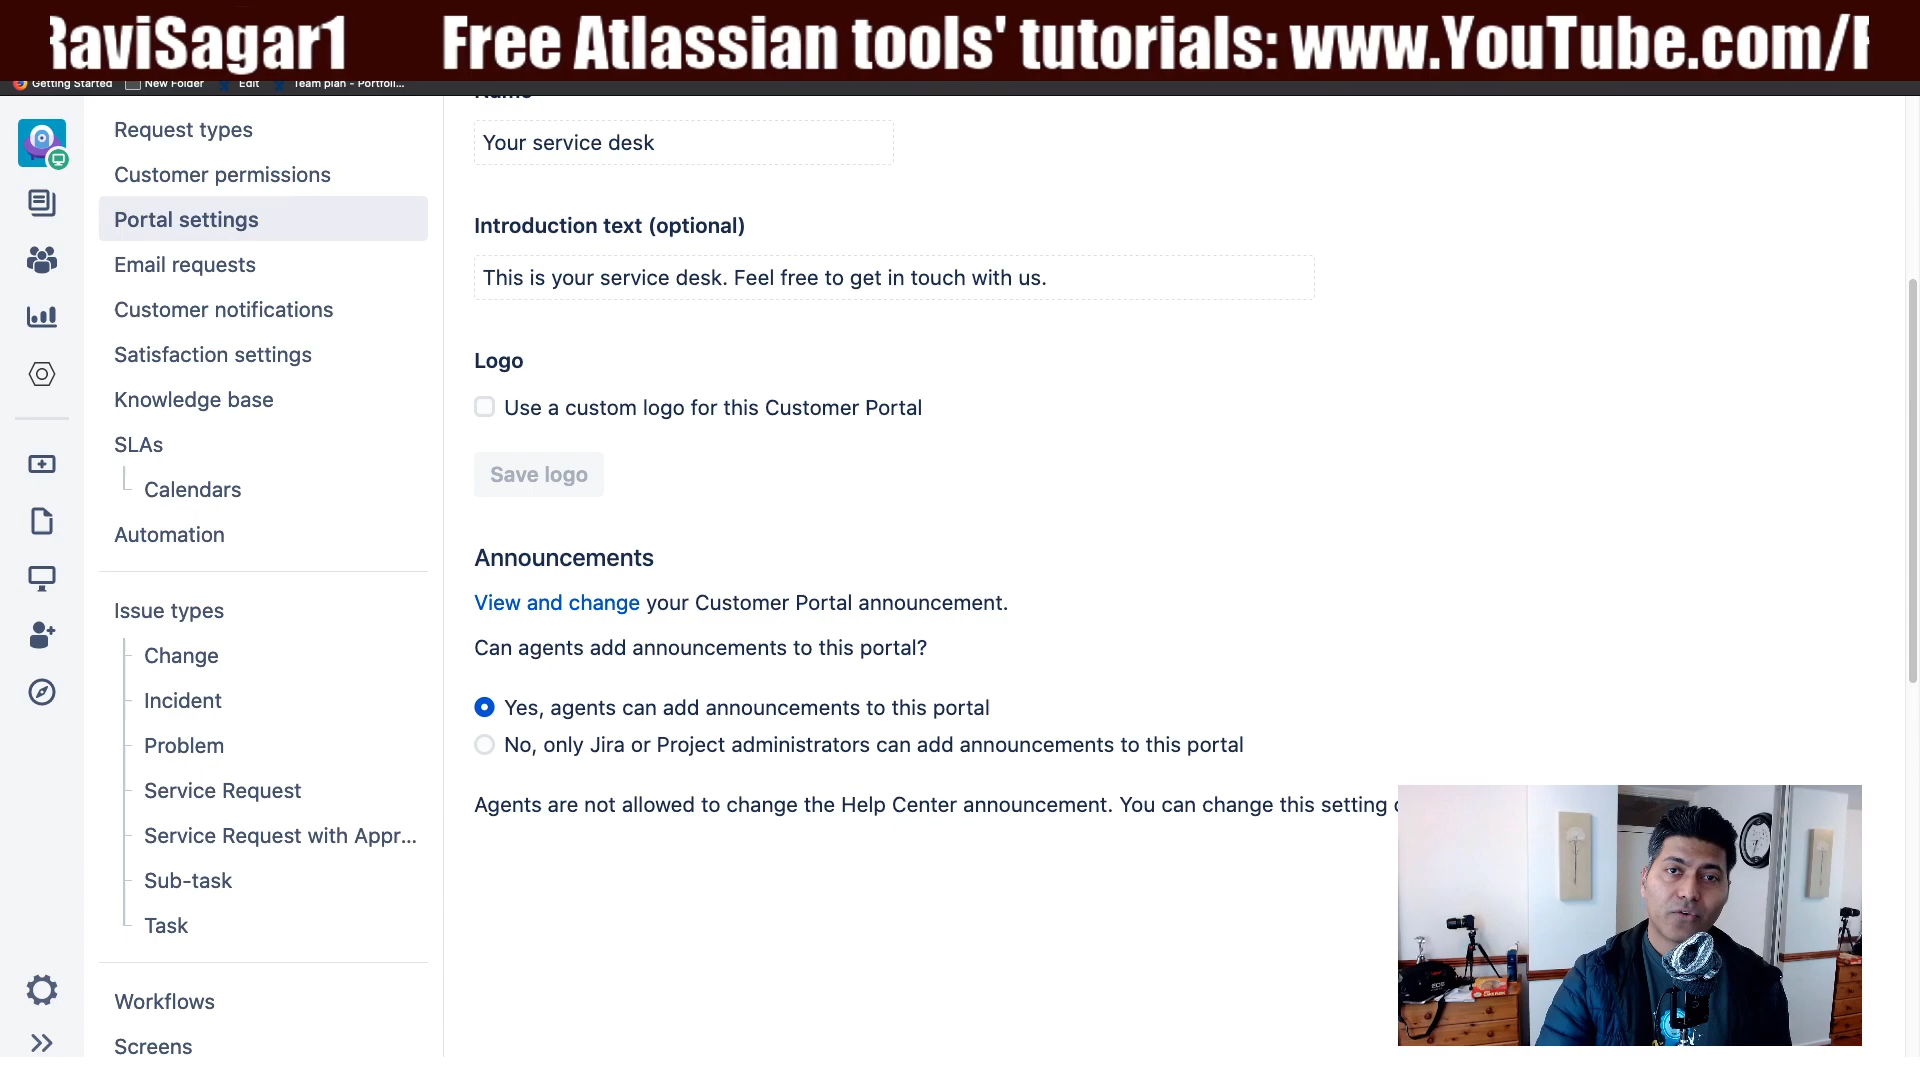 RaviSagar1 Free Atlassian tools' tutorials: www.YouTube.com/R
Getting Started New Folder Edit Team plan - Portfoli...
Request types
Customer permissions
Portal settings
Email requests
Customer notifications
Satisfaction settings
Knowledge base
SLAs
Calendars
Automation
Issue types
Change
Incident
Problem
Service Request
Service Request with Appr...
Sub-task
Task
Workflows
Screens
Name
Your service desk
Introduction text (optional)
This is your service desk. Feel free to get in touch with us.
Logo
Use a custom logo for this Customer Portal
Save logo
Announcements
View and change your Customer Portal announcement.
Can agents add announcements to this portal?
Yes, agents can add announcements to this portal
No, only Jira or Project administrators can add announcements to this portal
Agents are not allowed to change the Help Center announcement. You can change this setting